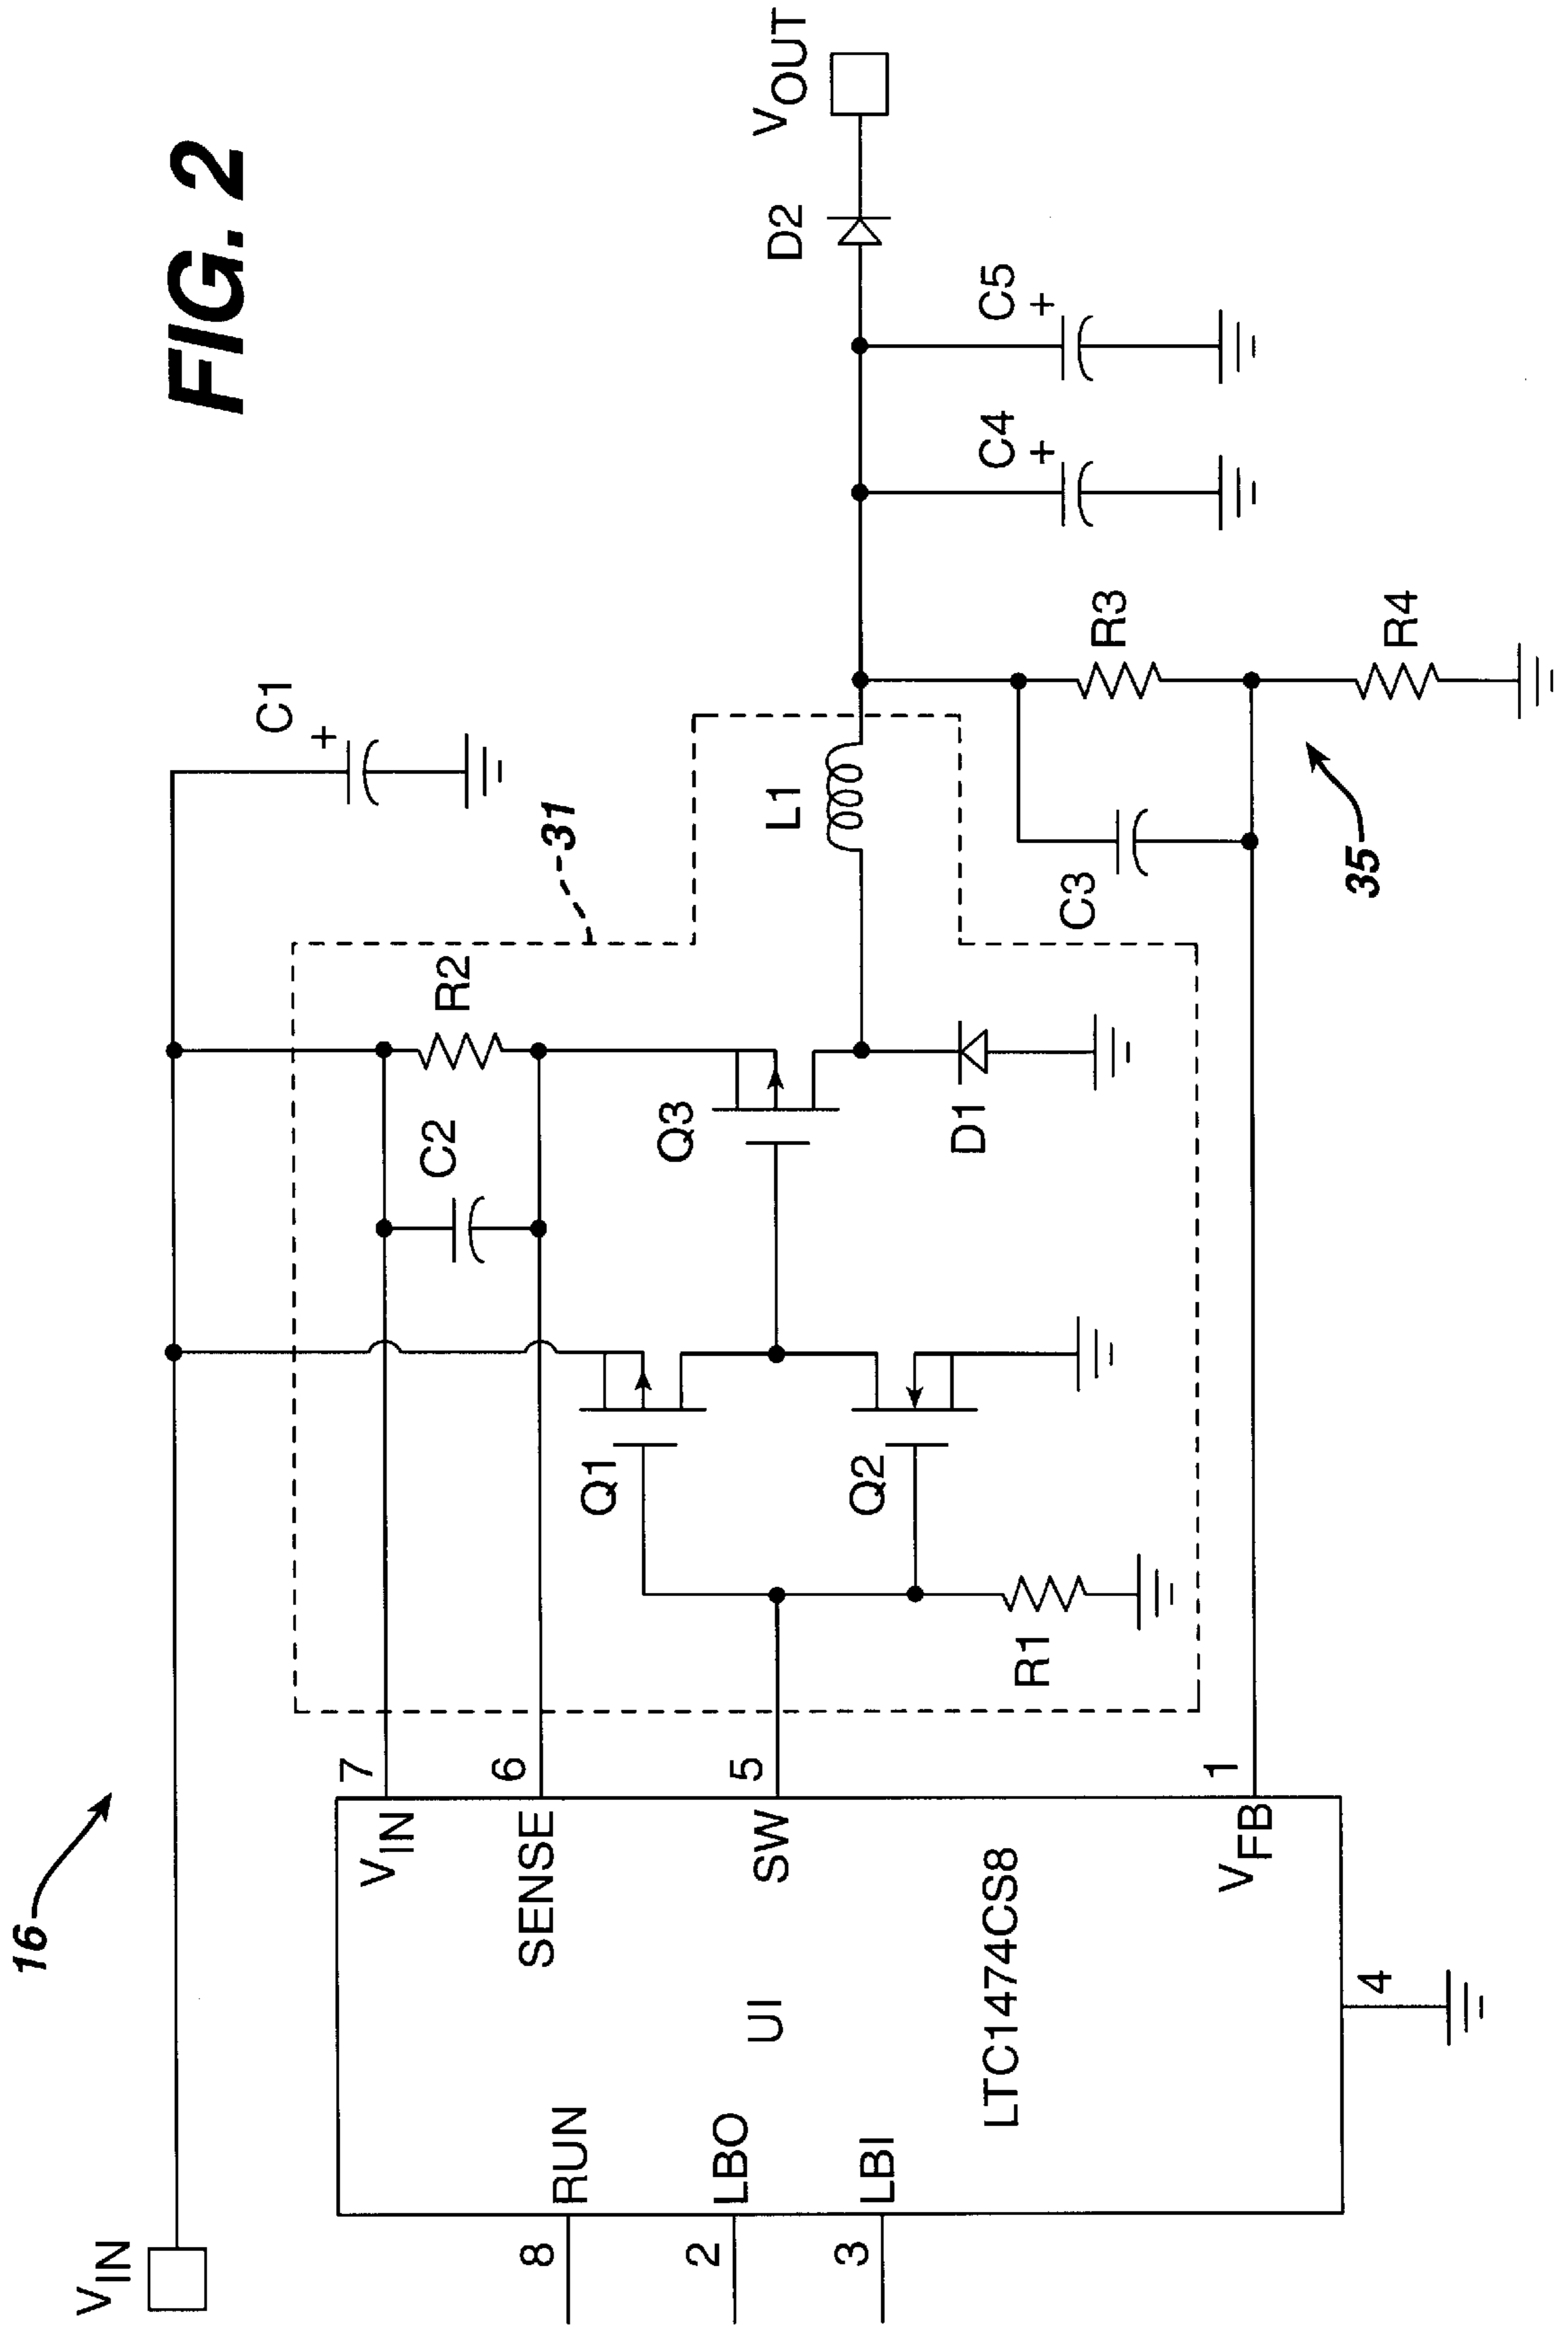 FIG. 2
16
VIN
C1
+
31
7
VIN
C2
R2
6
SENSE
Q1
Q3
8
RUN
5
SW
L1
VOUT
D2
2
LBO
UI
Q2
3
LBI
D1
C4
+
C5
+
LTC1474CS8
R1
C3
R3
1
VFB
4
35
R4